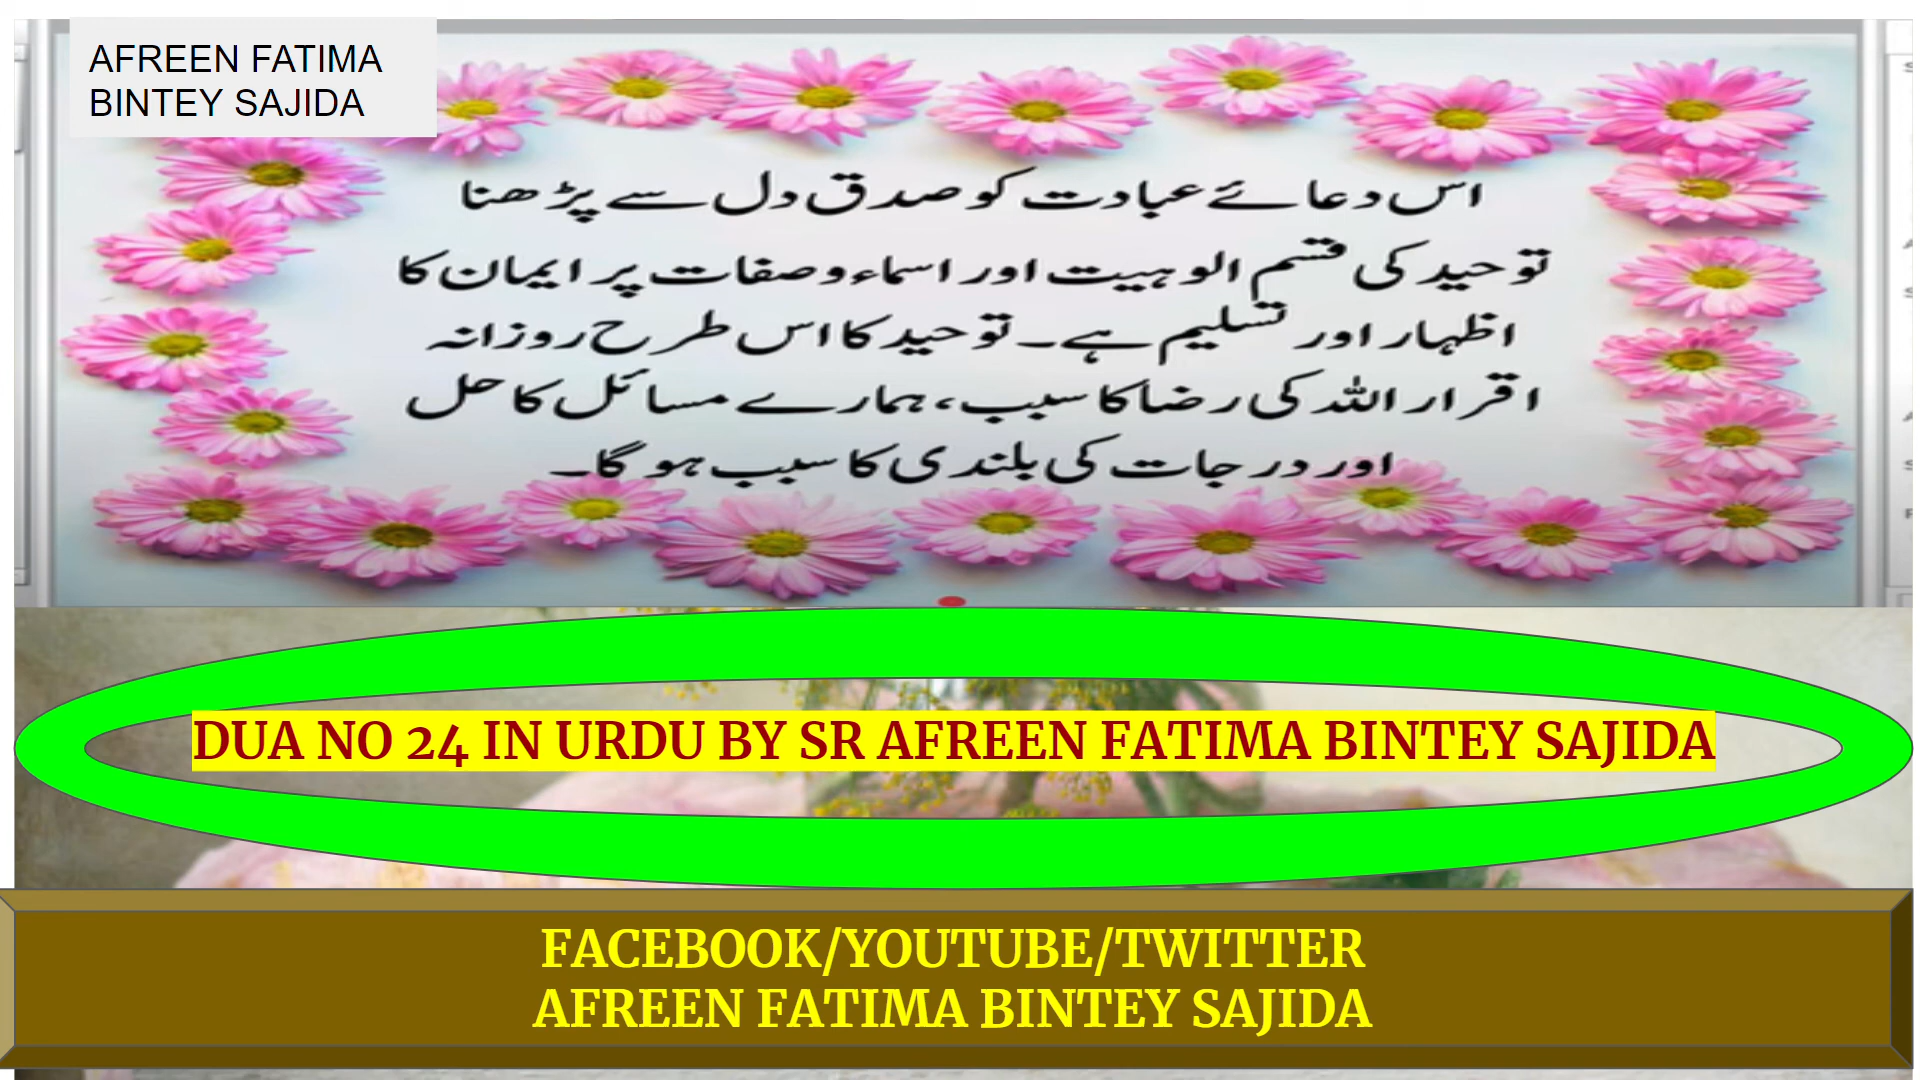 AFREEN FATIMA
BINTEY SAJIDA
اس دعائے عبادت کو صدق دل سے پڑھنا
توحید کی قسم الوہیت اور اسماء و صفات پر ایمان کا
اظہار اور تسلیم ہے۔ توحید کا اس طرح روزانہ
اقرار اللہ کی رضا کا سبب، ہمارے مسائل کا حل
اور درجات کی بلندی کا سبب ہو گا۔
DUA NO 24 IN URDU BY SR AFREEN FATIMA BINTEY SAJIDA
FACEBOOK/YOUTUBE/TWITTER
AFREEN FATIMA BINTEY SAJIDA